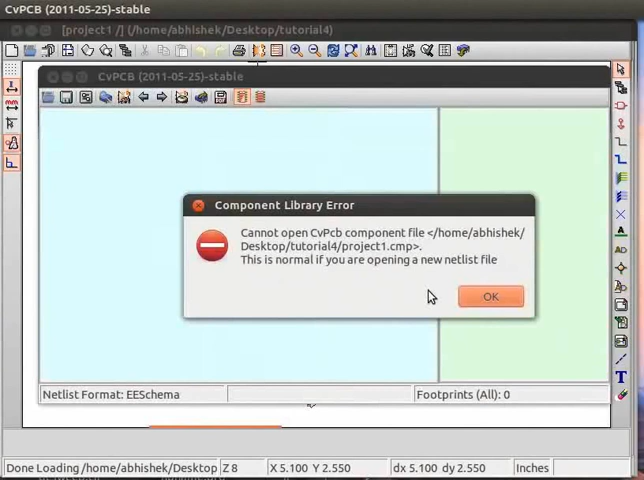 CvPCB (2011-05-25)-stable
[project1 /] (/home/abhishek/Desktop/tutorial4)
CvPCB (2011-05-25)-stable
Component Library Error
Cannot open CvPcb component file </home/abhishek/
Desktop/tutorial4/project1.cmp>.
This is normal if you are opening a new netlist file
OK
Netlist Format: EESchema
Footprints (All): 0
Done Loading /home/abhishek/Desktop
Z 8
X 5.100 Y 2.550
dx 5.100 dy 2.550
Inches